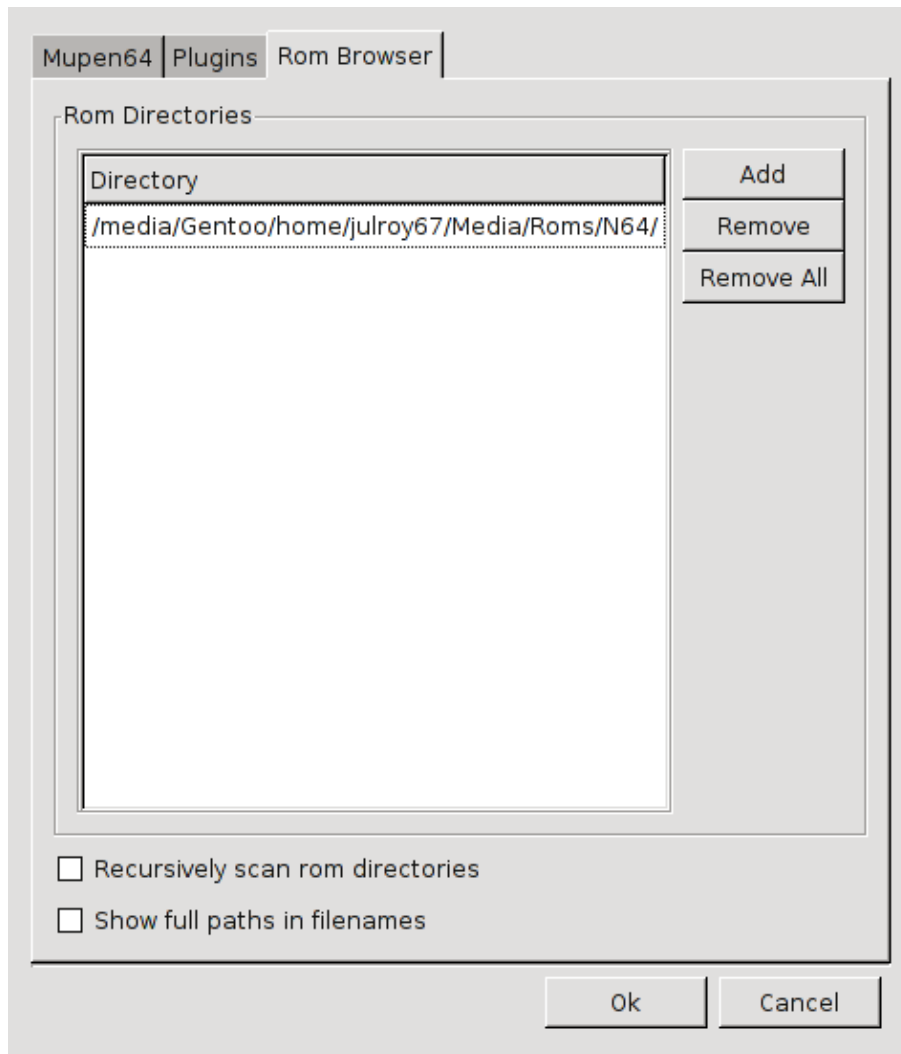 Mupen64 Plugins Rom Browser
Rom Directories
Directory
/media/Gentoo/home/julroy67/Media/Roms/N64/
Add
Remove
Remove All
Recursively scan rom directories
Show full paths in filenames
Ok Cancel